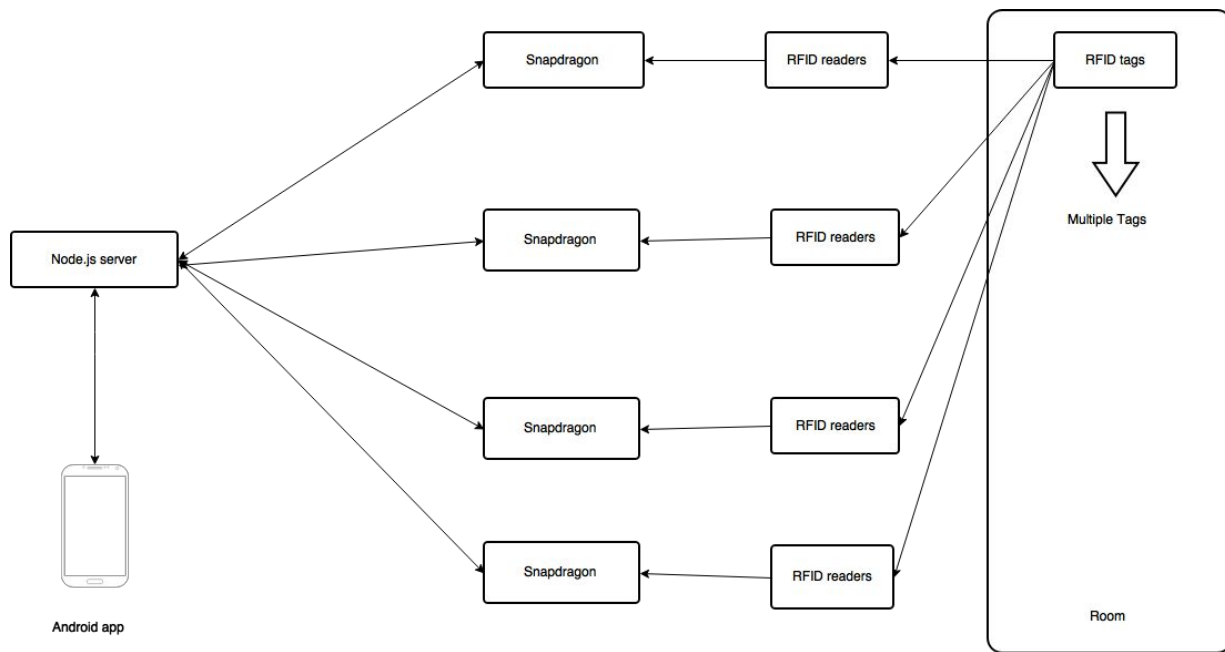 Snapdragon
RFID readers
RFID tags
Multiple Tags
Snapdragon
RFID readers
Node.js server
Snapdragon
RFID readers
Snapdragon
RFID readers
Room
Android app